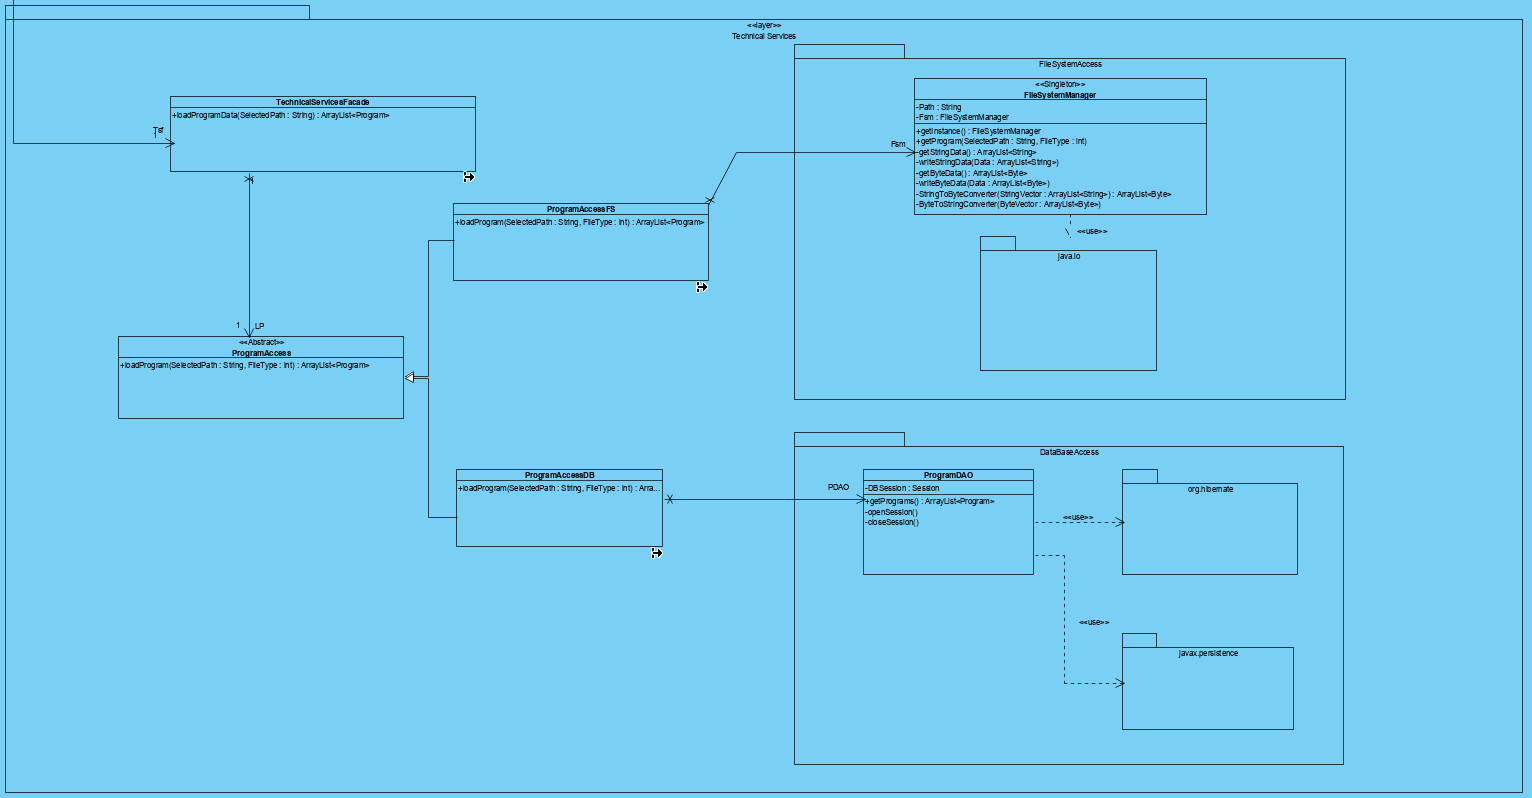 <<layer>>
Technical Services
FileSystemAccess
<<Singleton>>
FileSystemManager
-Path : String
-Fsm : FileSystemManager
+getInstance() : FileSystemManager
+getProgram(SelectedPath : String, FileType : Int)
-getStringData() : ArrayList<String>
-writeStringData(Data : ArrayList<String>)
-getByteData() : ArrayList<Byte>
-writeByteData(Data : ArrayList<Byte>)
-StringToByteConverter(StringVector : ArrayList<String>) : ArrayList<Byte>
-ByteToStringConverter(ByteVector : ArrayList<Byte>)
<<use>>
java.io
TechnicalServicesFacade
+loadProgramData(SelectedPath : String) : ArrayList<Program>
Tsf
1
Fsm
ProgramAccessFS
+loadProgram(SelectedPath : String, FileType : Int) : ArrayList<Program>
1
LP
<<Abstract>>
ProgramAccess
+loadProgram(SelectedPath : String, FileType : Int) : ArrayList<Program>
ProgramAccessDB
+loadProgram(SelectedPath : String, FileType : Int) : Arra...
PDAO
DataBaseAccess
ProgramDAO
-DBSession : Session
+getPrograms() : ArrayList<Program>
-openSession()
-closeSession()
<<use>>
org.hibernate
<<use>>
javax.persistence